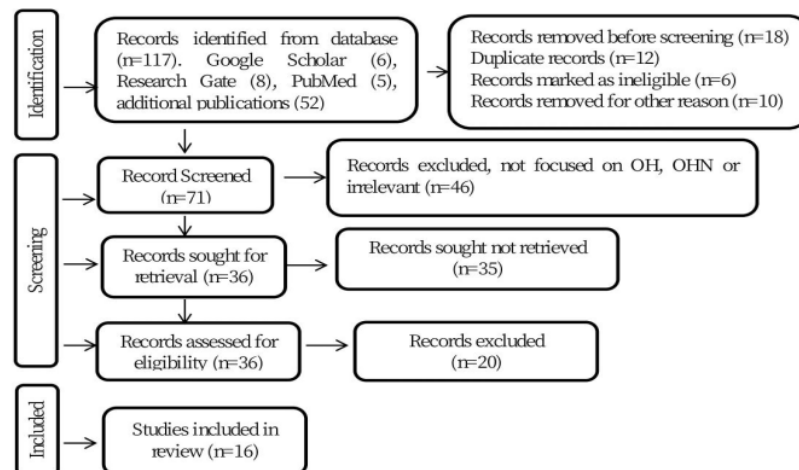 Identification
Records identified from database
(n=117). Google Scholar (6),
Research Gate (8), PubMed (5),
additional publications (52)
Records removed before screening (n=18)
Duplicate records (n=12)
Records marked as ineligible (n=6)
Records removed for other reason (n=10)
Screening
Record Screened
(n=71)
Records excluded, not focused on OH, OHN or
irrelevant (n=46)
Records sought for
retrieval (n=36)
Records sought not retrieved
(n=35)
Records assessed for
eligibility (n=36)
Records excluded
(n=20)
Included
Studies included in
review (n=16)